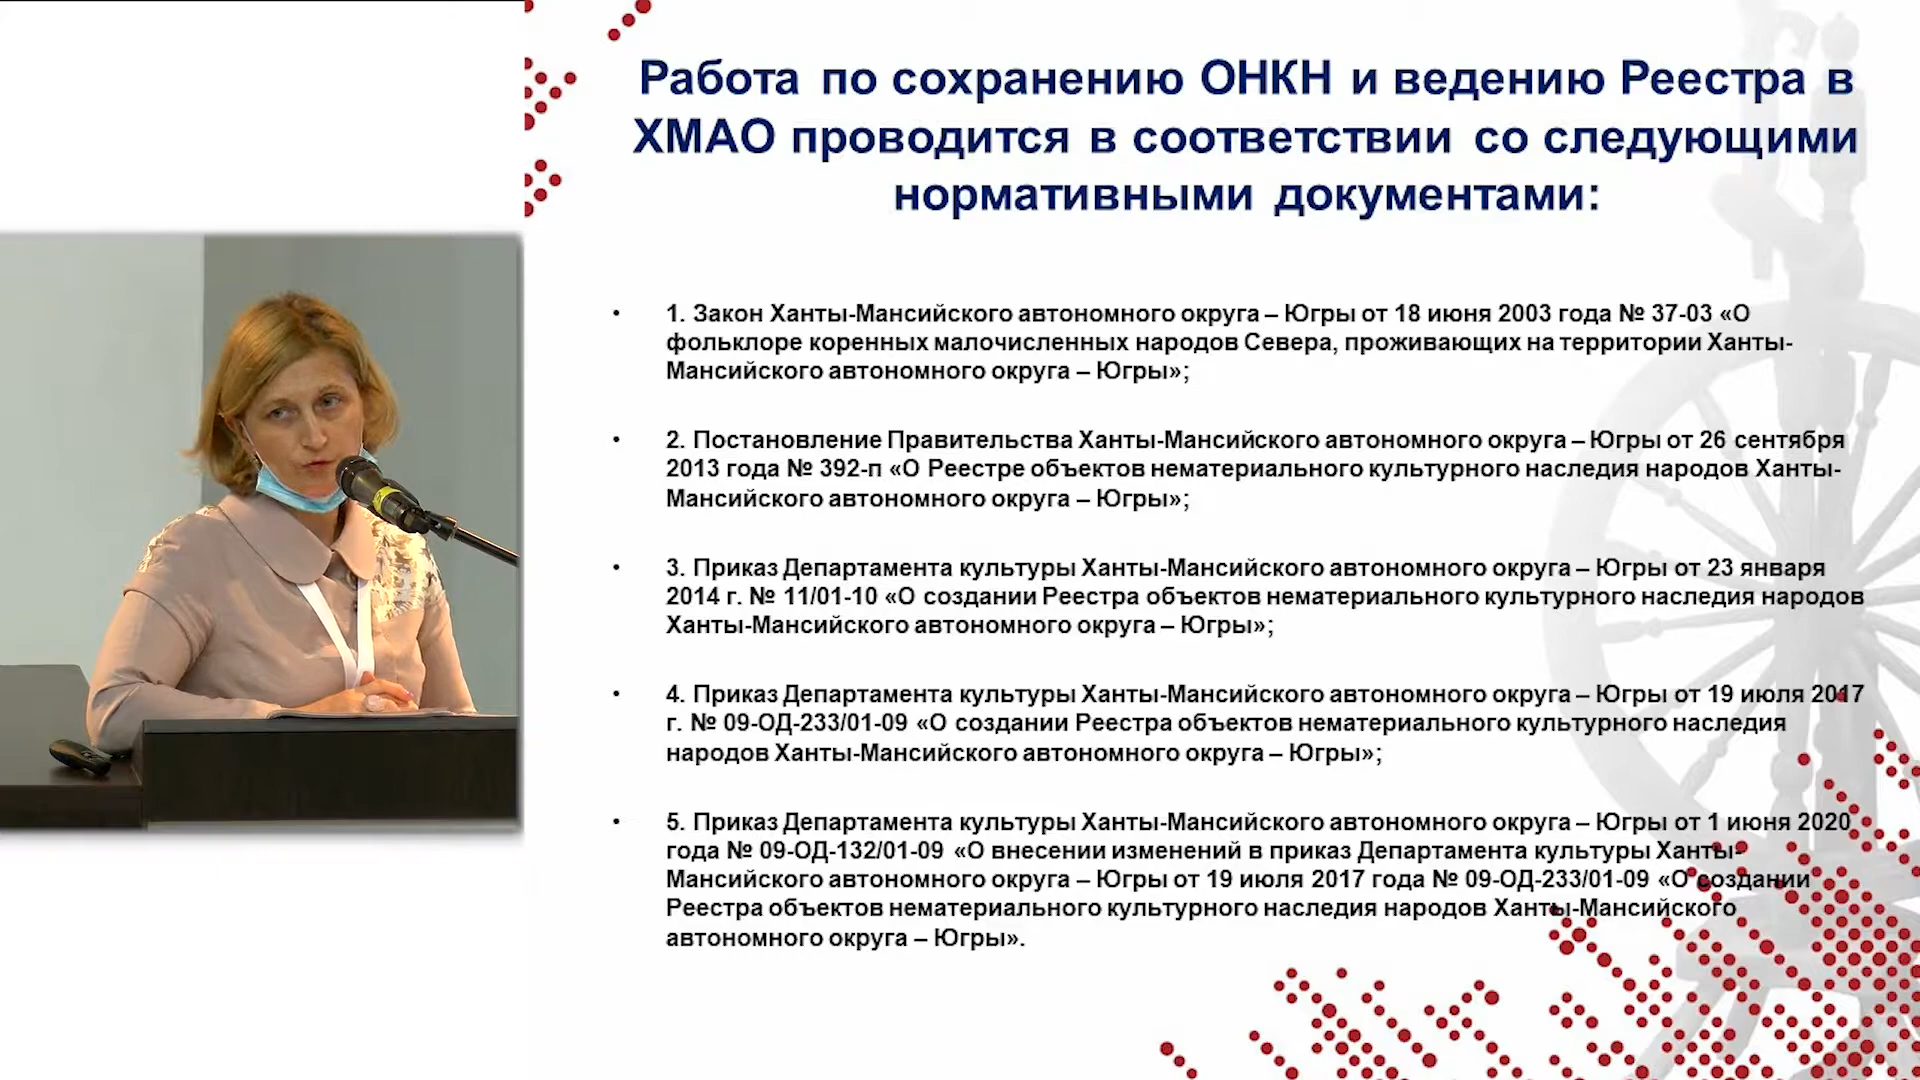 Работа по сохранению ОНКН и ведению Реестра в
ХМАО проводится в соответствии со следующими
нормативными документами:
• 1. Закон Ханты-Мансийского автономного округа – Югры от 18 июня 2003 года № 37-03 «О
фольклоре коренных малочисленных народов Севера, проживающих на территории Ханты-
Мансийского автономного округа – Югры»;
• 2. Постановление Правительства Ханты-Мансийского автономного округа – Югры от 26 сентября
2013 года № 392-п «О Реестре объектов нематериального культурного наследия народов Ханты-
Мансийского автономного округа – Югры»;
• 3. Приказ Департамента культуры Ханты-Мансийского автономного округа – Югры от 23 января
2014 г. № 11/01-10 «О создании Реестра объектов нематериального культурного наследия народов
Ханты-Мансийского автономного округа – Югры»;
• 4. Приказ Департамента культуры Ханты-Мансийского автономного округа – Югры от 19 июля 2017
г. № 09-ОД-233/01-09 «О создании Реестра объектов нематериального культурного наследия
народов Ханты-Мансийского автономного округа – Югры»;
• 5. Приказ Департамента культуры Ханты-Мансийского автономного округа – Югры от 1 июня 2020
года № 09-ОД-132/01-09 «О внесении изменений в приказ Департамента культуры Ханты-
Мансийского автономного округа – Югры от 19 июля 2017 года № 09-ОД-233/01-09 «О создании
Реестра объектов нематериального культурного наследия народов Ханты-Мансийского
автономного округа – Югры».